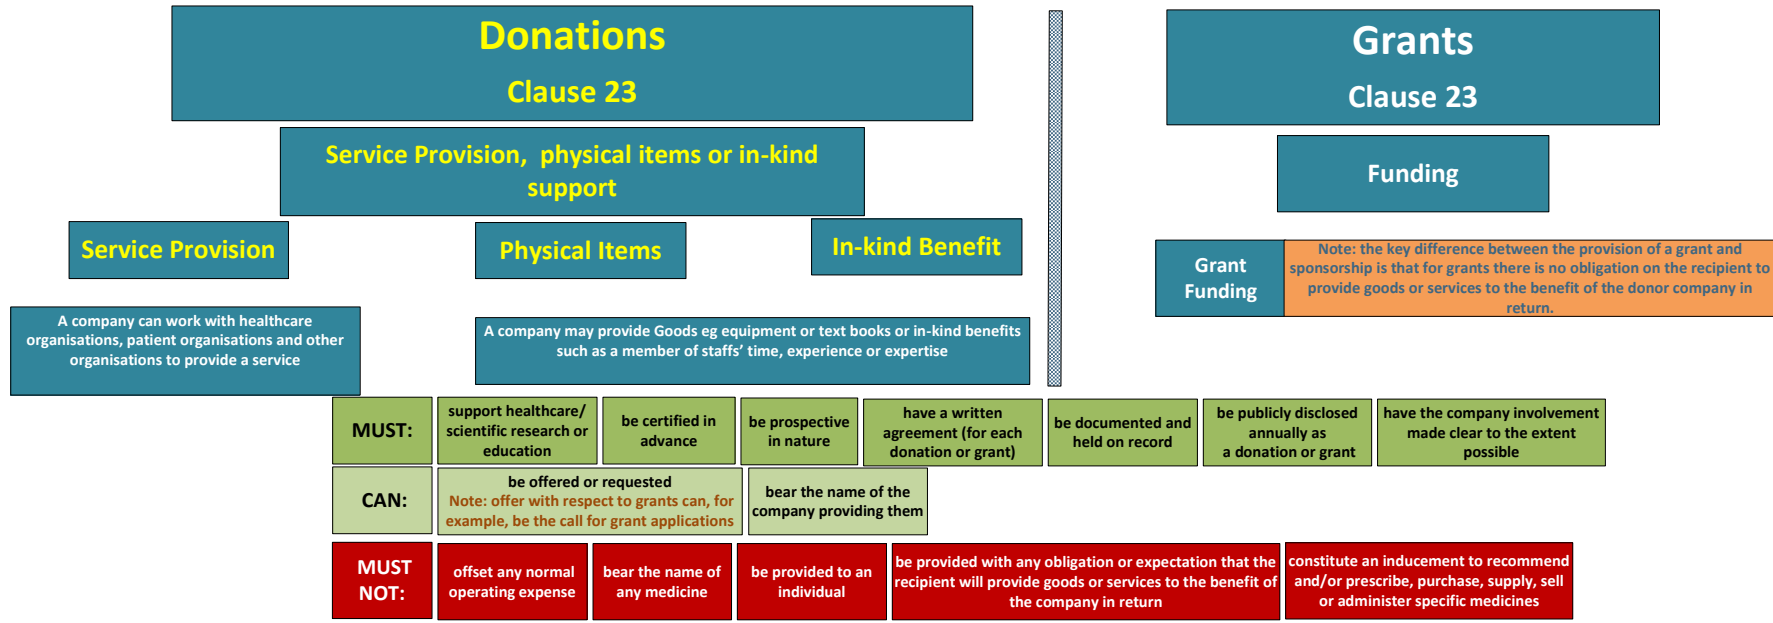 Donations
Clause 23
Grants
Clause 23
Service Provision,  physical items or in-kind
support
Funding
Service Provision
Physical Items
In-kind Benefit
Grant
Funding
Note: the key difference between the provision of a grant and
sponsorship is that for grants there is no obligation on the recipient to
provide goods or services to the benefit of the donor company in
return.
A company can work with healthcare
organisations, patient organisations and other
organisations to provide a service
A company may provide Goods eg equipment or text books or in-kind benefits
such as a member of staffs' time, experience or expertise
MUST:
support healthcare/
scientific research or
education
be certified in
advance
be prospective
in nature
have a written
agreement (for each
donation or grant)
be documented and
held on record
be publicly disclosed
annually as
a donation or grant
have the company involvement
made clear to the extent
possible
CAN:
be offered or requested
Note: offer with respect to grants can, for
example, be the call for grant applications
bear the name of the
company providing them
MUST
NOT:
offset any normal
operating expense
bear the name of
any medicine
be provided to an
individual
be provided with any obligation or expectation that the
recipient will provide goods or services to the benefit of
the company in return
constitute an inducement to recommend
and/or prescribe, purchase, supply, sell
or administer specific medicines